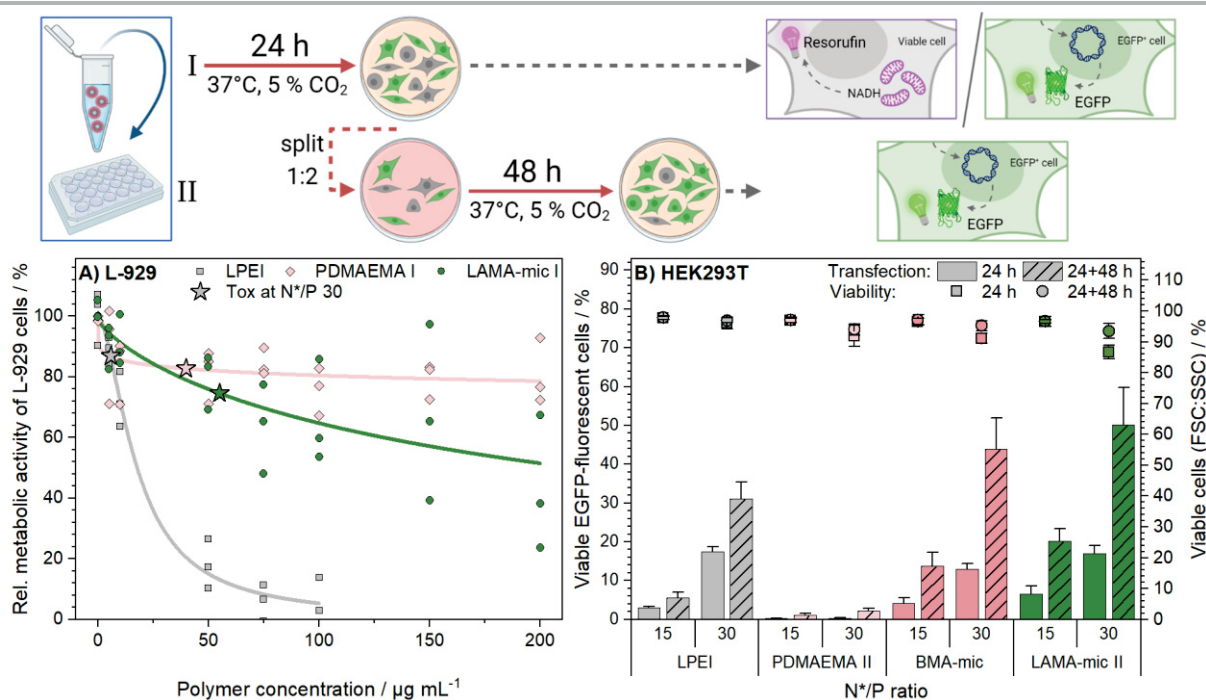 I
24 h
37°C, 5 % CO₂
Resorufin
Viable cell
NADH
EGFP⁺ cell
EGFP
II
split
1:2
48 h
37°C, 5 % CO₂
EGFP⁺ cell
EGFP
A) L-929
LPEI
PDMAEMA I
LAMA-mic I
Tox at N*/P 30
Rel. metabolic activity of L-929 cells / %
100
80
60
40
20
0
0
50
100
150
200
Polymer concentration / µg mL⁻¹
B) HEK293T
Transfection:
24 h
24+48 h
Viability:
24 h
24+48 h
Viable EGFP-fluorescent cells / %
90
80
70
60
50
40
30
20
10
0
110
100
90
80
70
60
50
40
30
20
10
0
Viable cells (FSC:SSC) / %
15
30
15
30
15
30
15
30
LPEI
PDMAEMA II
BMA-mic
LAMA-mic II
N*/P ratio